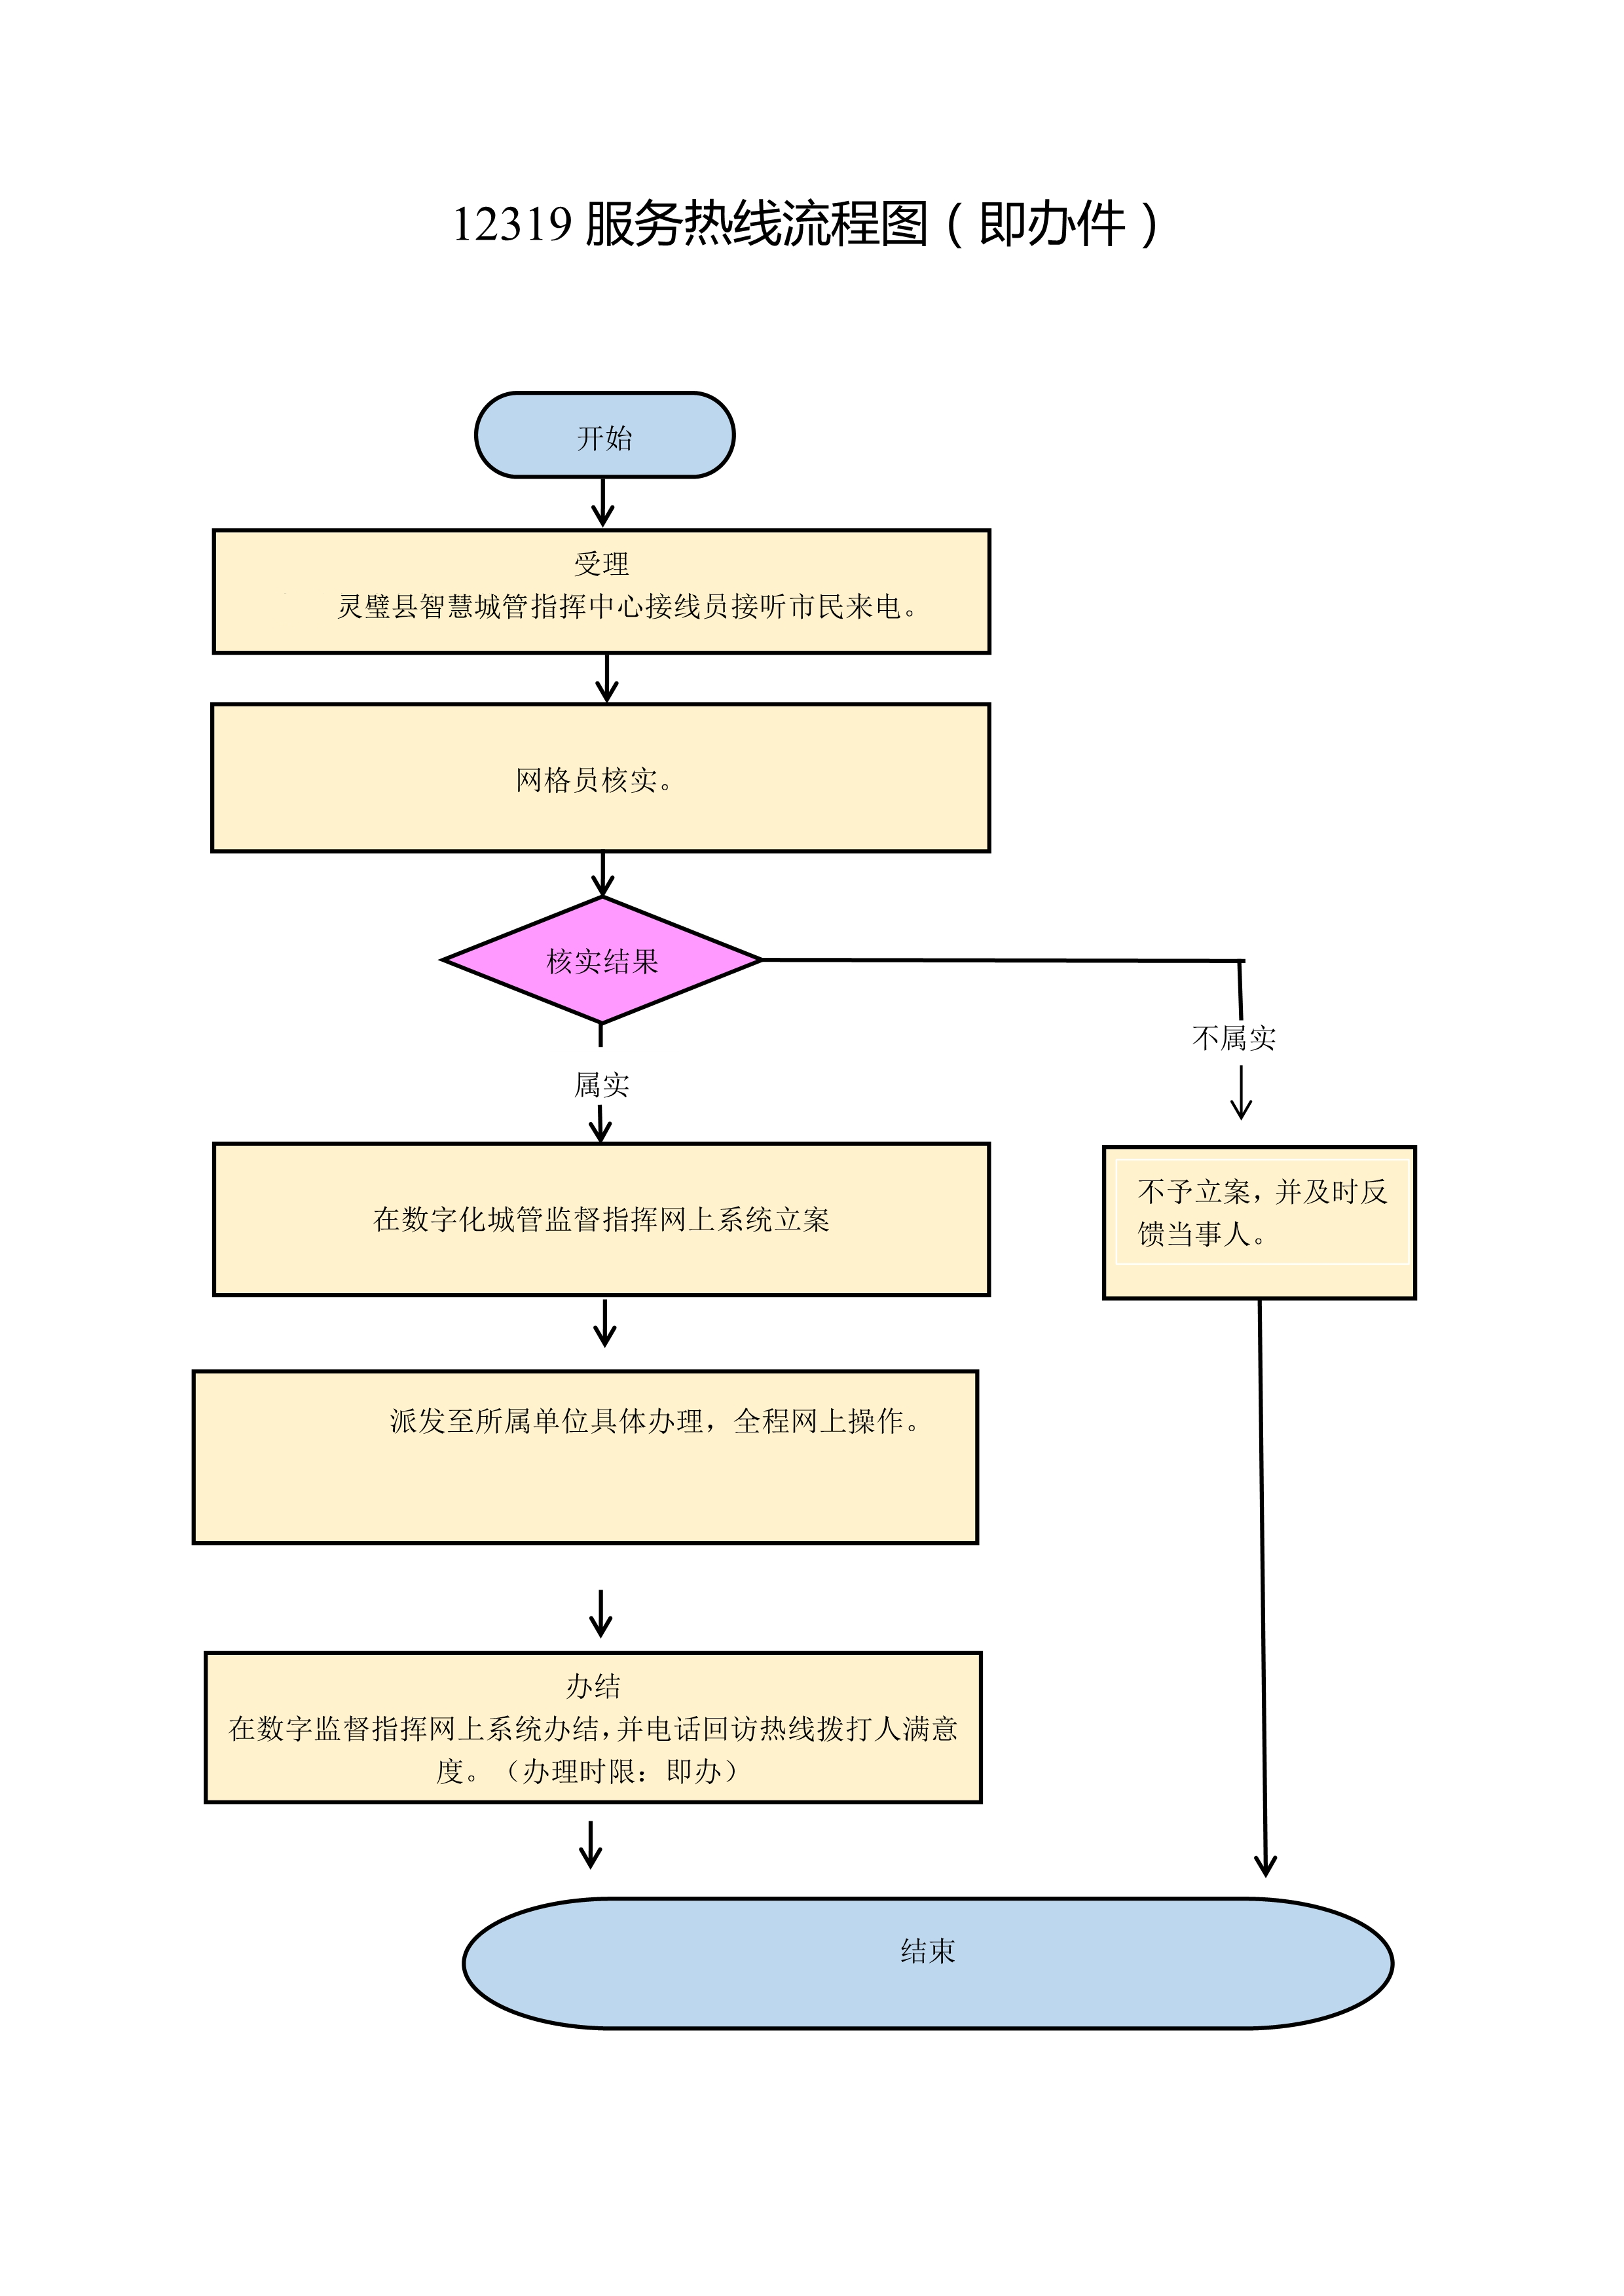 12319 服务热线流程图（即办件）
开始
受理
灵璧县智慧城管指挥中心接线员接听市民来电。
网格员核实。
核实结果
不属实
属实
在数字化城管监督指挥网上系统立案
不予立案，并及时反
馈当事人。
派发至所属单位具体办理，全程网上操作。
办结
在数字监督指挥网上系统办结，并电话回访热线拨打人满意
度。（办理时限：即办）
结束